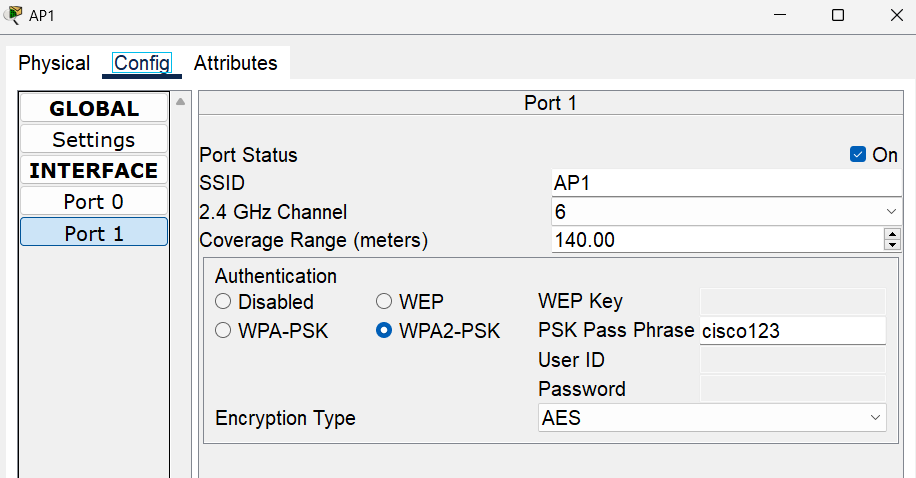 AP1
Physical Config Attributes
GLOBAL
Settings
INTERFACE
Port 0
Port 1
Port 1
Port Status On
SSID AP1
2.4 GHz Channel 6
Coverage Range (meters) 140.00
Authentication
Disabled WEP WEP Key
WPA-PSK WPA2-PSK PSK Pass Phrase cisco123
User ID
Password
Encryption Type AES